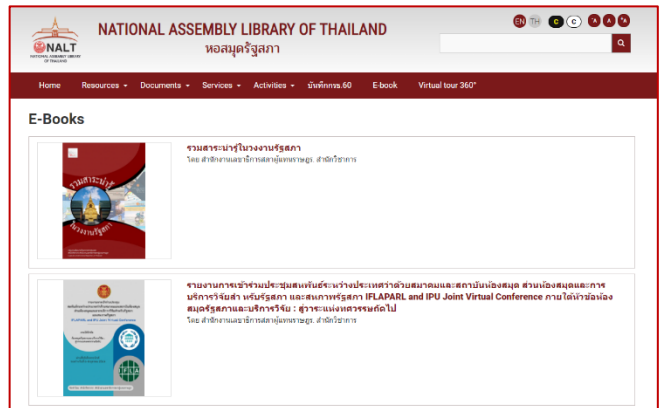 NATIONAL ASSEMBLY LIBRARY OF THAILAND
หอสมุดรัฐสภา
EN TH C C
NALT
NATIONAL ASSEMBLY LIBRARY
OF THAILAND
Home Resources Documents Services Activities บันทึกกทร.60 E-book Virtual tour 360°
E-Books
รวมสาระน่ารู้ในวงงานรัฐสภา
โดย สำนักงานเลขาธิการสภาผู้แทนราษฎร. สำนักวิชาการ
รวมสาระน่ารู้
ในวงงานรัฐสภา
รายงานการเข้าร่วมประชุมสหพันธ์ระหว่างประเทศว่าด้วยสมาคมและสถาบันห้องสมุด ส่วนห้องสมุดและการ
บริการวิจัยสำ หรับรัฐสภา และสหภาพรัฐสภา IFLAPARL and IPU Joint Virtual Conference ภายใต้หัวข้อห้อง
สมุดรัฐสภาและบริการวิจัย : สู่วาระแห่งทศวรรษถัดไป
โดย สำนักงานเลขาธิการสภาผู้แทนราษฎร. สำนักวิชาการ